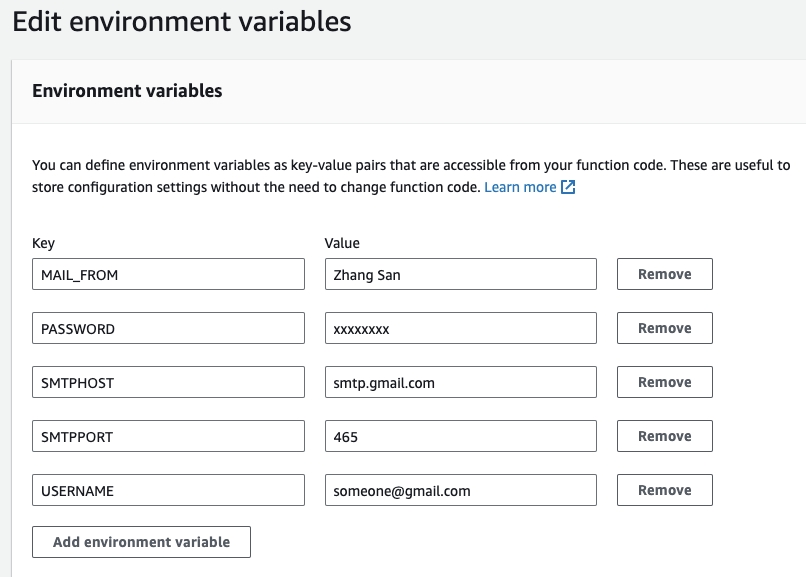 Edit environment variables
Environment variables
You can define environment variables as key-value pairs that are accessible from your function code. These are useful to
store configuration settings without the need to change function code. Learn more
Key Value
MAIL_FROM Zhang San Remove
PASSWORD xxxxxxxx Remove
SMTPHOST smtp.gmail.com Remove
SMTPPORT 465 Remove
USERNAME someone@gmail.com Remove
Add environment variable